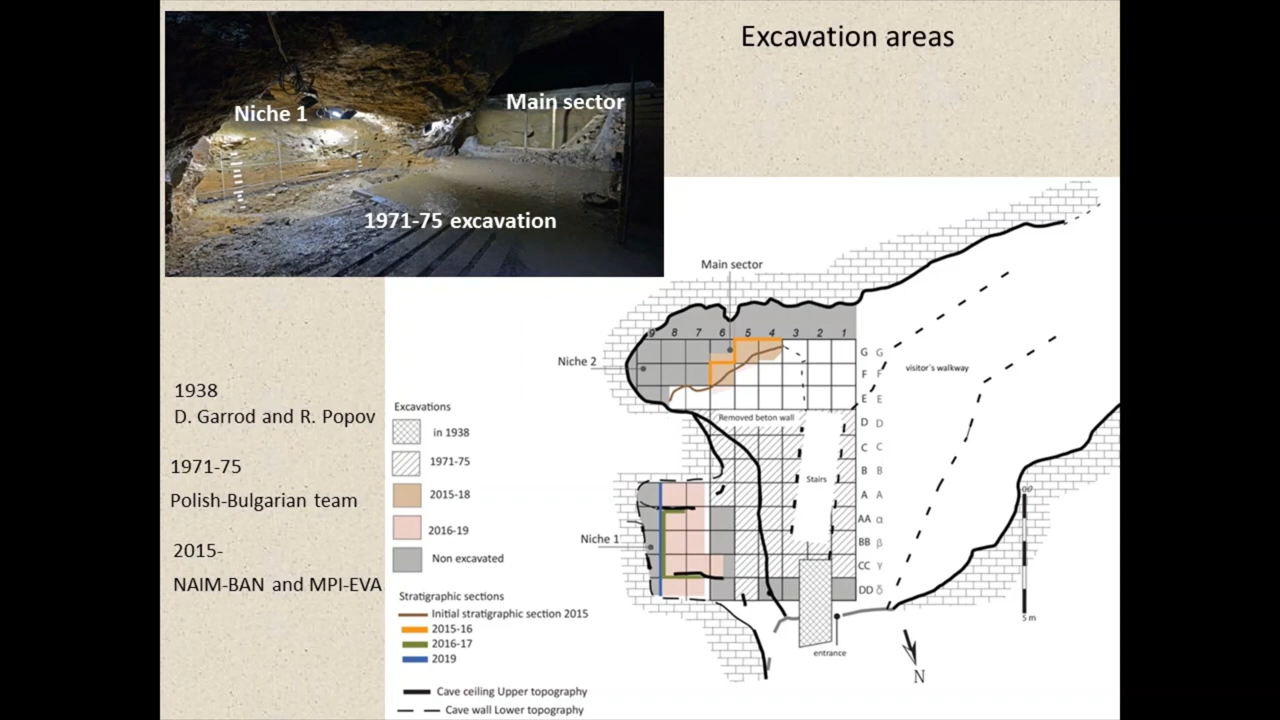 Excavation areas
Niche 1
Main sector
1971-75 excavation
1938
D. Garrod and R. Popov
1971-75
Polish-Bulgarian team
2015-
NAIM-BAN and MPI-EVA
Main sector
9 8 7 6 5 4 3 2 1
Niche 2
G G
F F
E E
D D
C C
B B
A A
AA α
BB β
CC γ
DD δ
visitor's walkway
Removed beton wall
Stairs
Niche 1
entrance
N
5 m
Excavations
in 1938
1971-75
2015-18
2016-19
Non excavated
Stratigraphic sections
Initial stratigraphic section 2015
2015-16
2016-17
2019
Cave ceiling Upper topography
Cave wall Lower topography